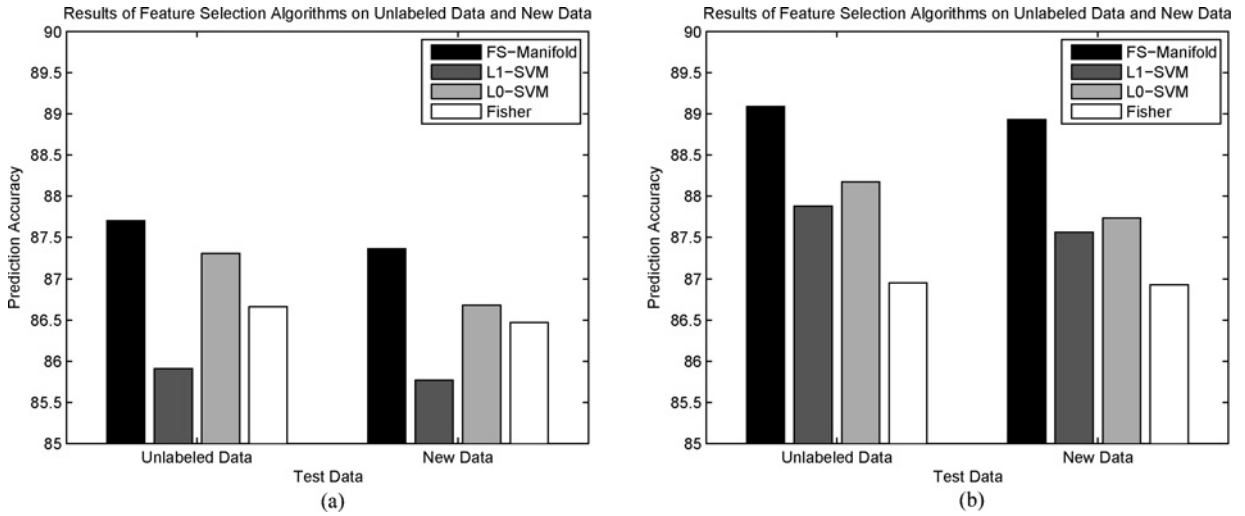 Results of Feature Selection Algorithms on Unlabeled Data and New Data
90
89.5
89
88.5
88
87.5
87
86.5
86
85.5
85
Prediction Accuracy
FS-Manifold
L1-SVM
L0-SVM
Fisher
Unlabeled Data
New Data
Test Data
(a)
Results of Feature Selection Algorithms on Unlabeled Data and New Data
90
89.5
89
88.5
88
87.5
87
86.5
86
85.5
85
Prediction Accuracy
FS-Manifold
L1-SVM
L0-SVM
Fisher
Unlabeled Data
New Data
Test Data
(b)